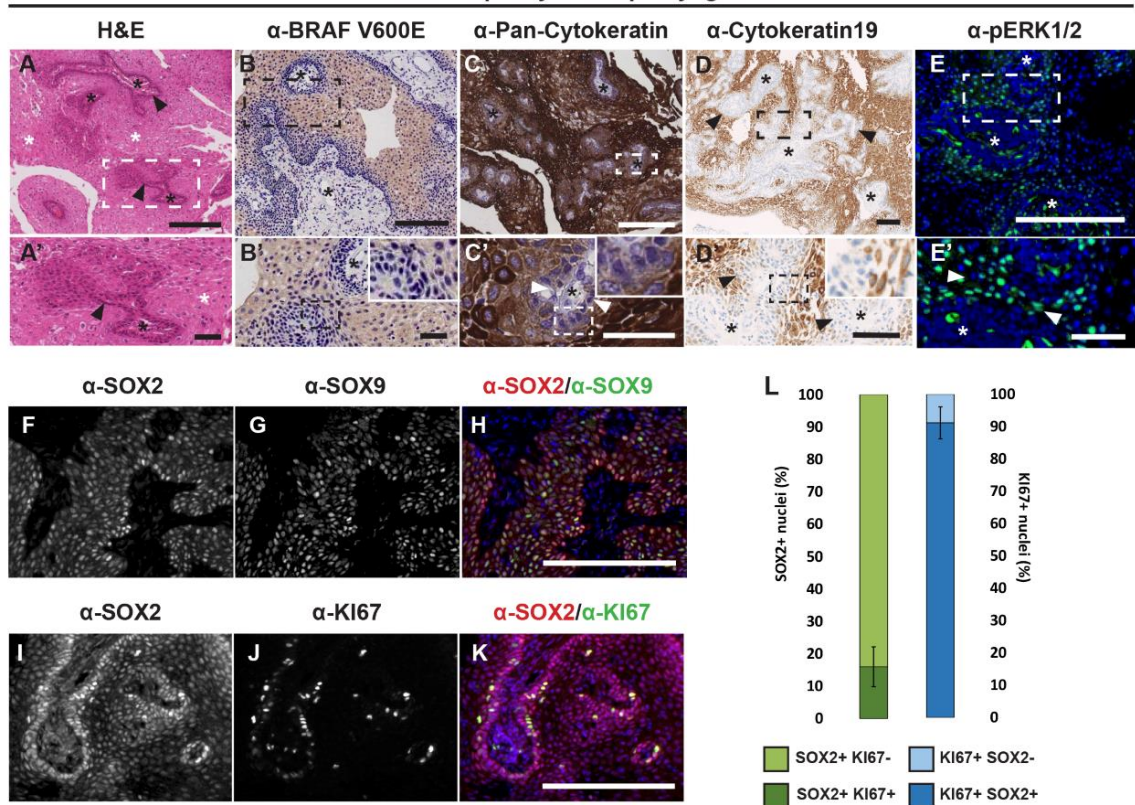 H&E α-BRAF V600E α-Pan-Cytokeratin α-Cytokeratin19 α-pERK1/2
A B C D E
* * * * * * * * * * * * *
A' B' C' D' E'
* * * * * * *
α-SOX2 α-SOX9 α-SOX2/α-SOX9
F G H
α-SOX2 α-KI67 α-SOX2/α-KI67
I J K
L
SOX2+ nuclei (%)
100
90
80
70
60
50
40
30
20
10
0
100
90
80
70
60
50
40
30
20
10
0
KI67+ nuclei (%)
SOX2+ KI67- KI67+ SOX2-
SOX2+ KI67+ KI67+ SOX2+